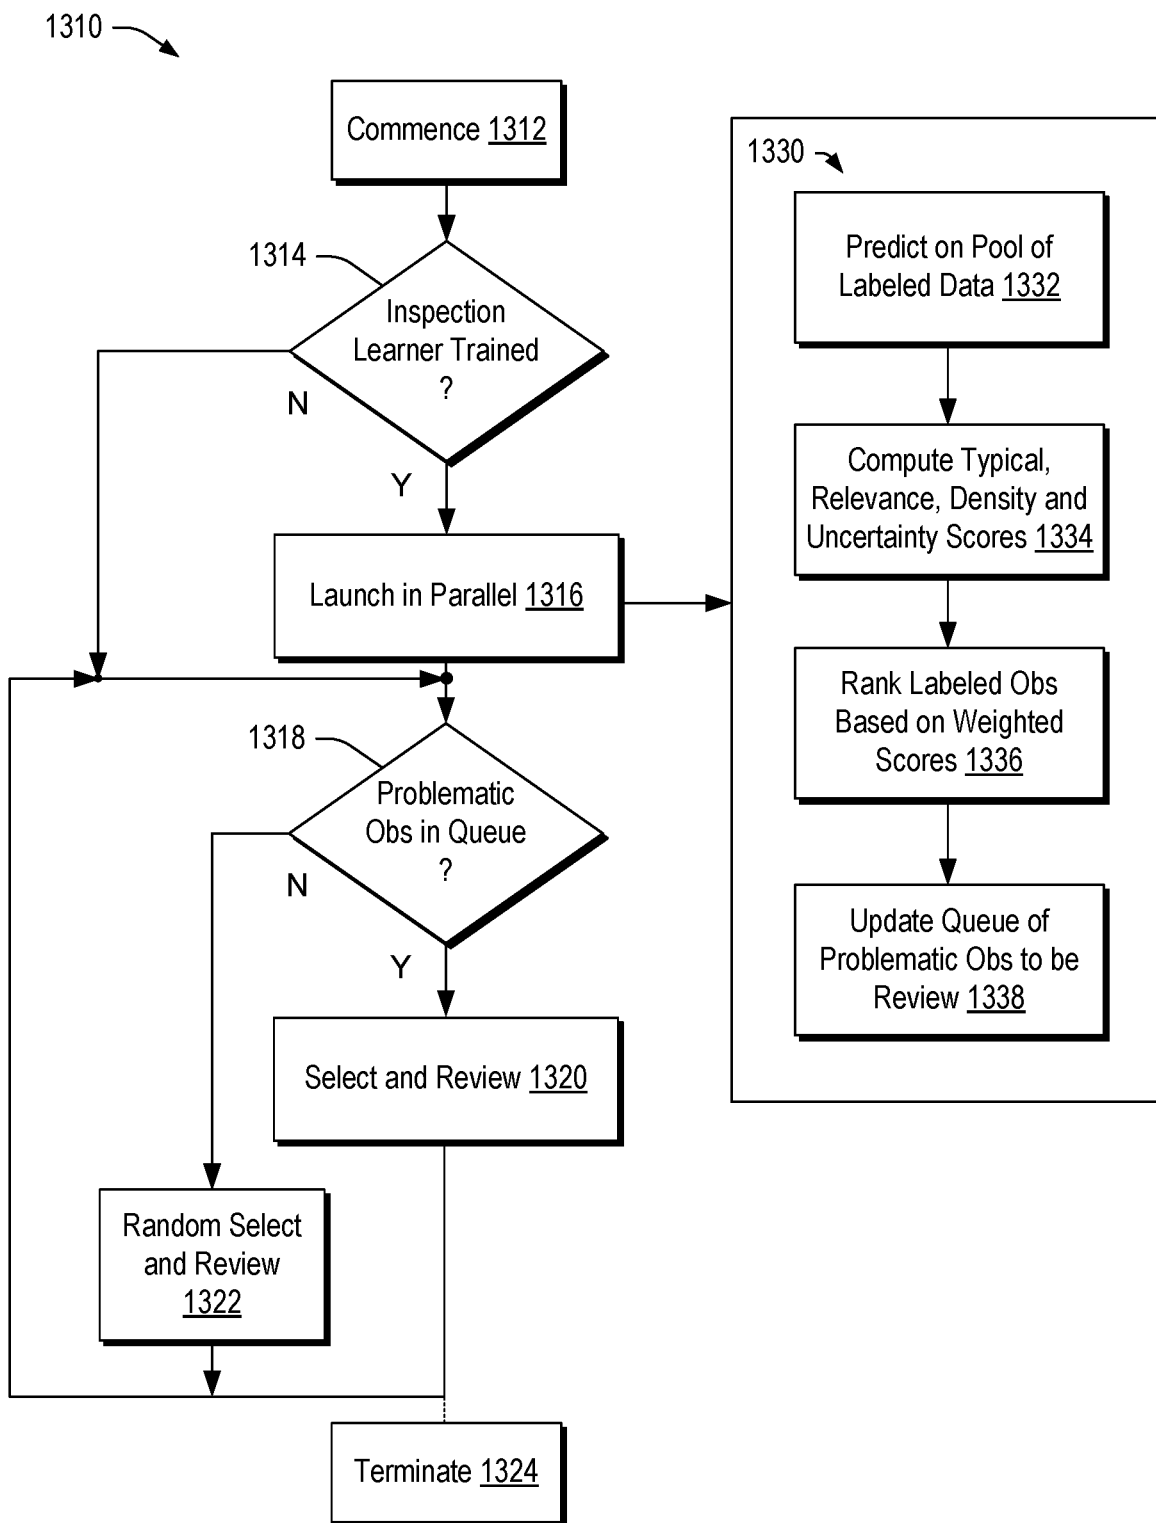 1310
Commence 1312
1314
Inspection
Learner Trained
?
N
Y
Launch in Parallel 1316
1318
Problematic
Obs in Queue
?
N
Y
Select and Review 1320
Random Select
and Review
1322
Terminate 1324
1330
Predict on Pool of
Labeled Data 1332
Compute Typical,
Relevance, Density and
Uncertainty Scores 1334
Rank Labeled Obs
Based on Weighted
Scores 1336
Update Queue of
Problematic Obs to be
Review 1338